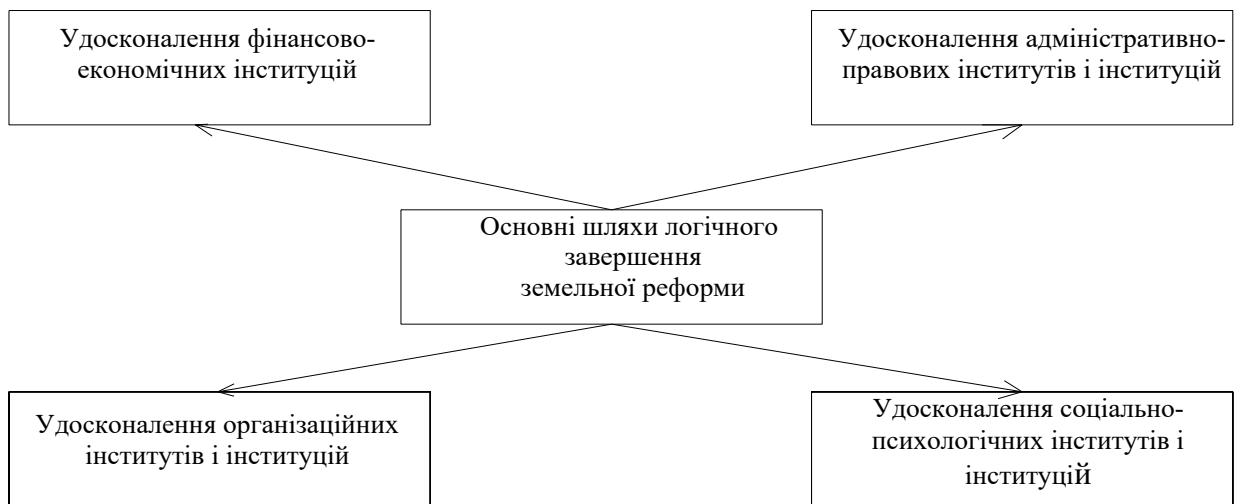 Удосконалення фінансово-
економічних інституцій
Удосконалення адміністративно-
правових інститутів і інституцій
Основні шляхи логічного
завершення
земельної реформи
Удосконалення організаційних
інститутів і інституцій
Удосконалення соціально-
психологічних інститутів і
інституцій